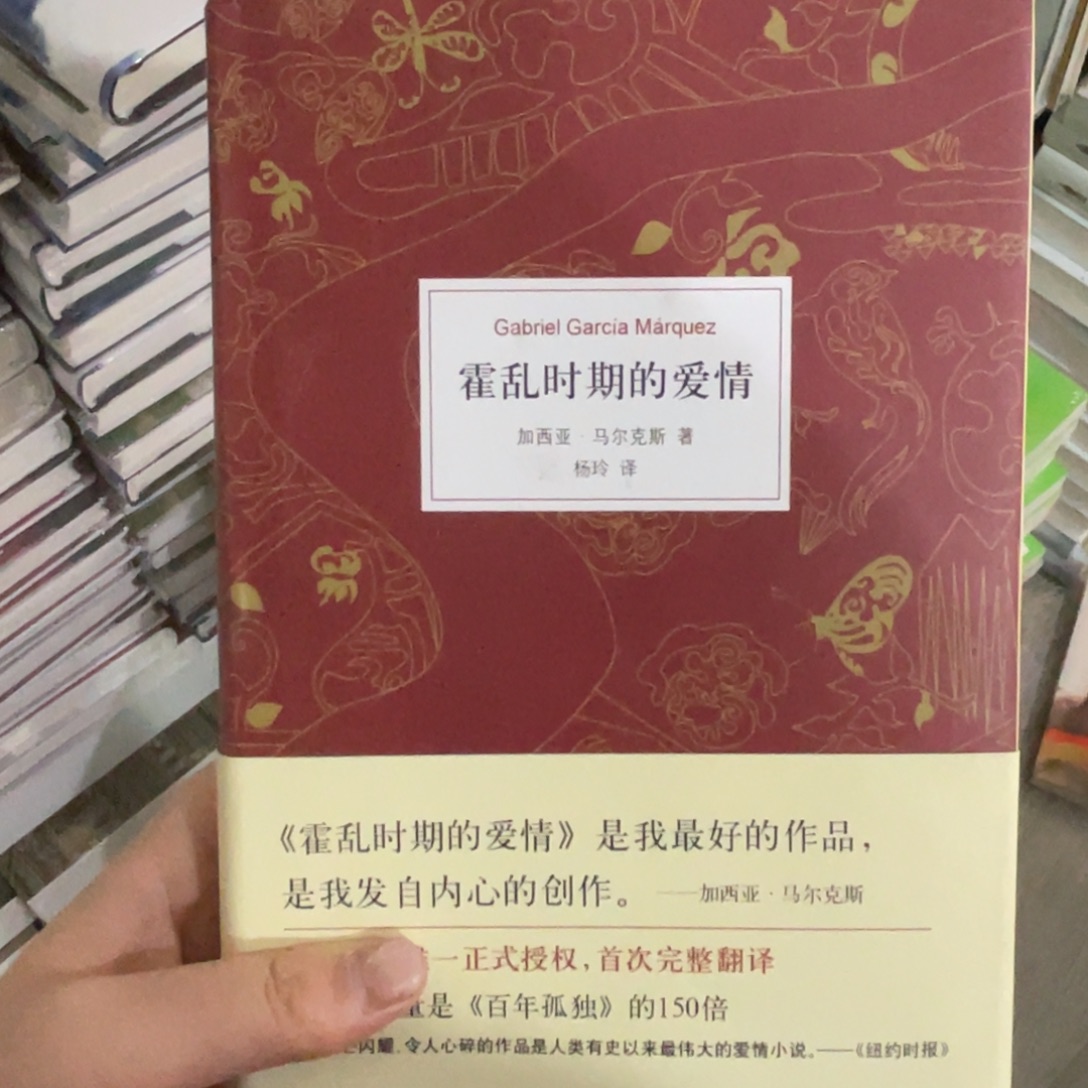 Gabriel García Márquez
霍乱时期的爱情
加西亚·马尔克斯 著
杨玲 译
《霍乱时期的爱情》是我最好的作品,
是我发自内心的创作。 ——加西亚·马尔克斯
一正式授权,首次完整翻译
量是《百年孤独》的150倍
闪耀、令人心碎的作品是人类有史以来最伟大的爱情小说。——《纽约时报》